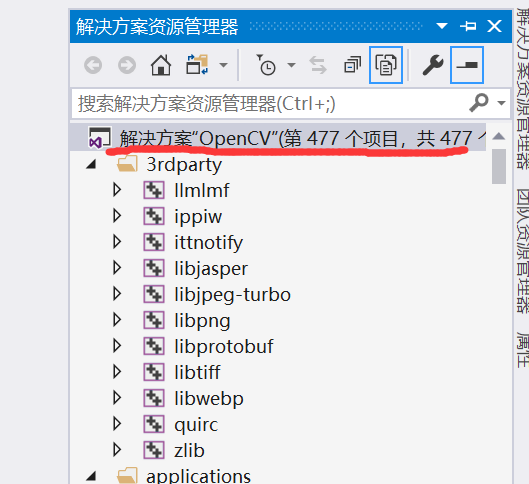 解决方案资源管理器
搜索解决方案资源管理器(Ctrl+;)
解决方案"OpenCV"(第 477 个项目，共 477 个
3rdparty
llmlmf
ippiw
ittnotify
libjasper
libjpeg-turbo
libpng
libprotobuf
libtiff
libwebp
quirc
zlib
applications
解决方案资源管理器
团队资源管理器
属性